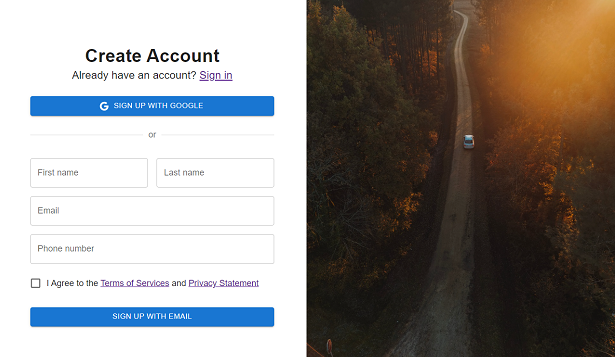 Create Account
Already have an account? Sign in
SIGN UP WITH GOOGLE
or
First name
Last name
Email
Phone number
I Agree to the Terms of Services and Privacy Statement
SIGN UP WITH EMAIL